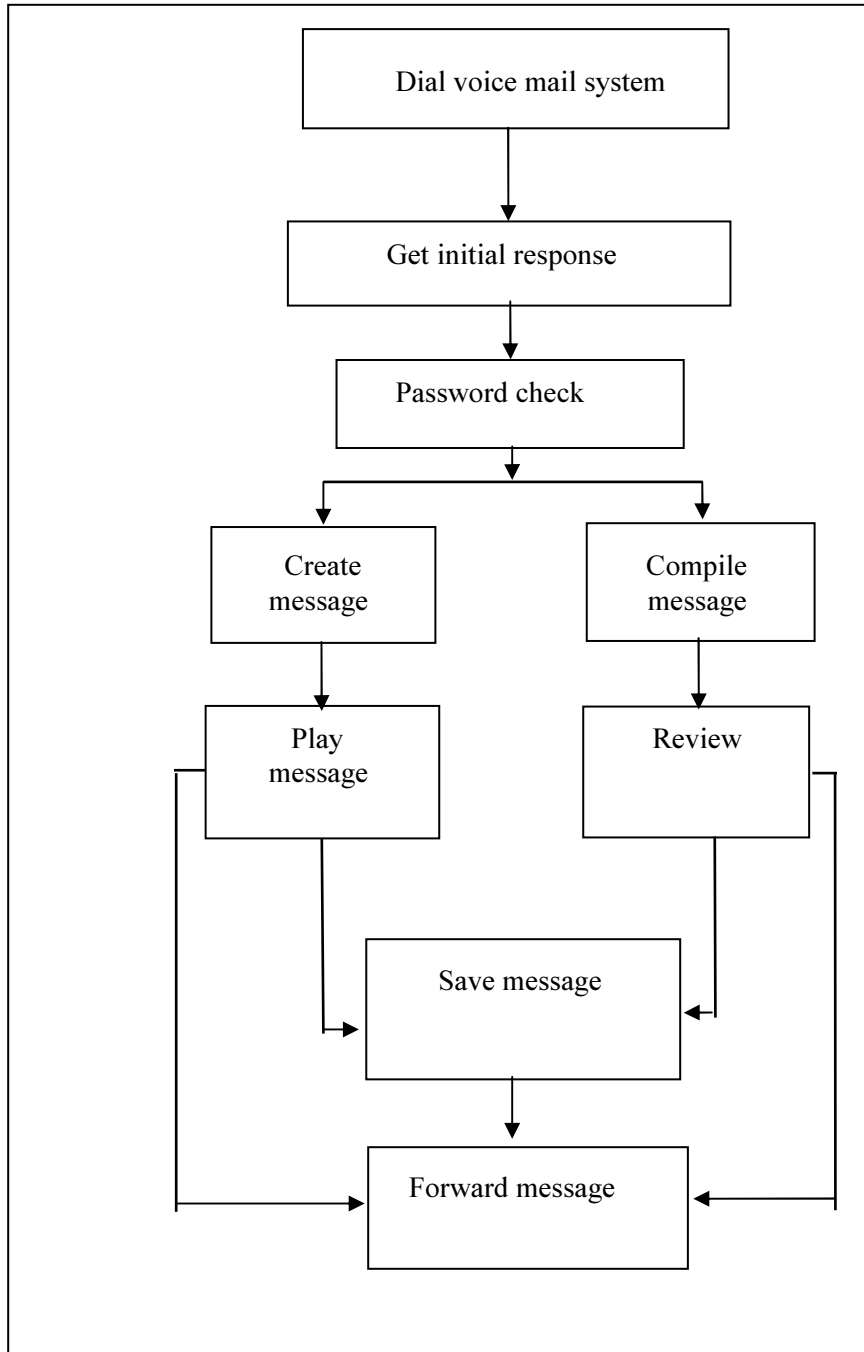 Dial voice mail system
Get initial response
Password check
Create
message
Compile
message
Play
message
Review
Save message
Forward message